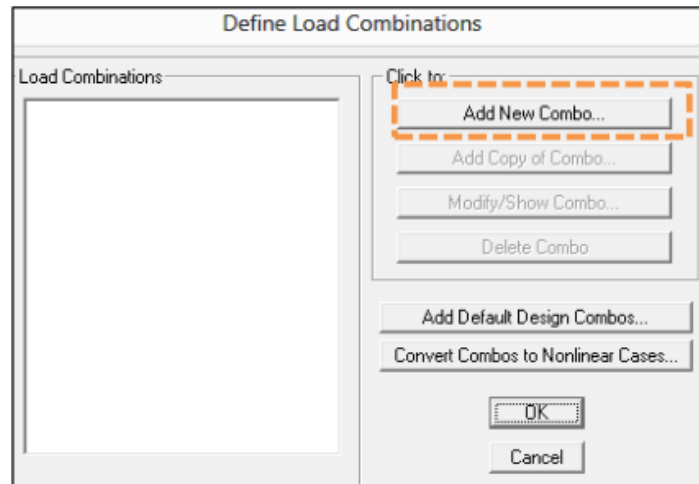 Define Load Combinations
Load Combinations
Click to:
Add New Combo...
Add Copy of Combo...
Modify/Show Combo...
Delete Combo
Add Default Design Combos...
Convert Combos to Nonlinear Cases...
OK
Cancel